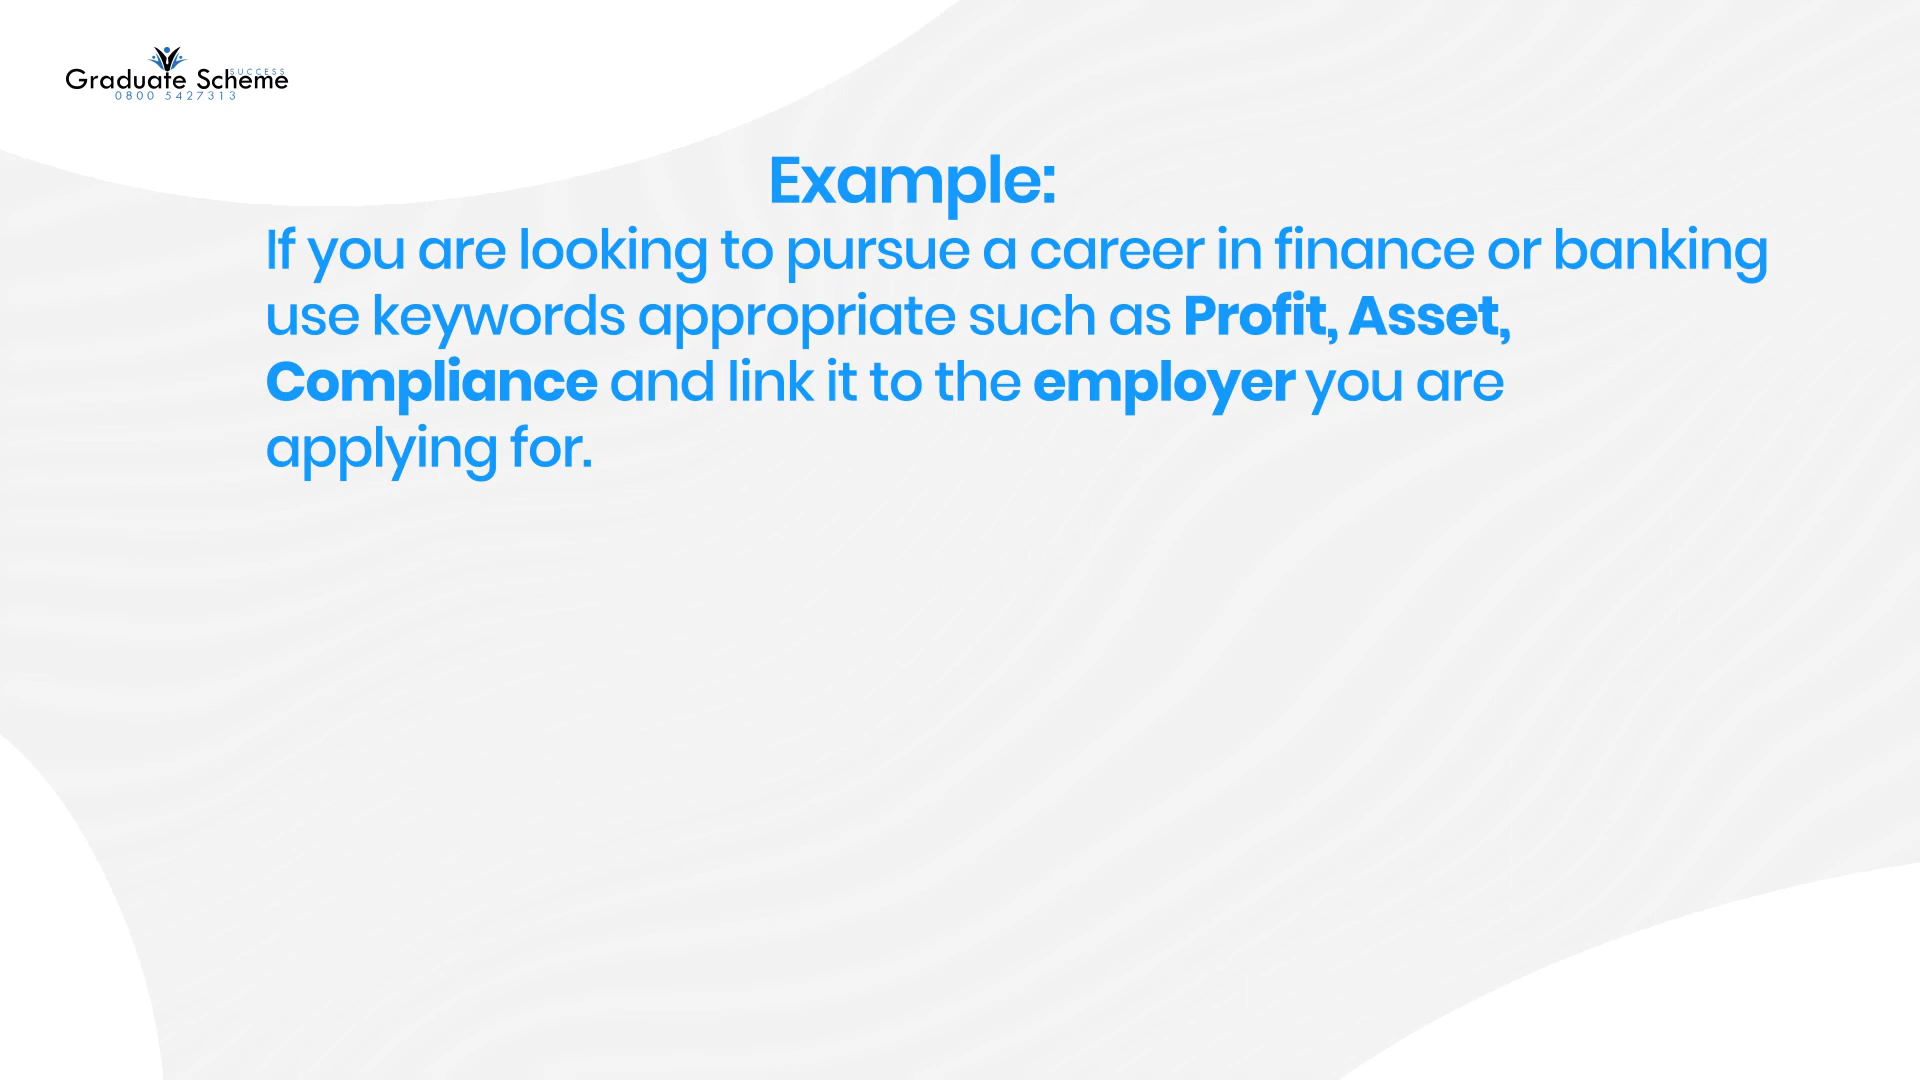 SUCCESS
Graduate Scheme
0800 5427313
Example:
If you are looking to pursue a career in finance or banking
use keywords appropriate such as Profit, Asset,
Compliance and link it to the employer you are
applying for.